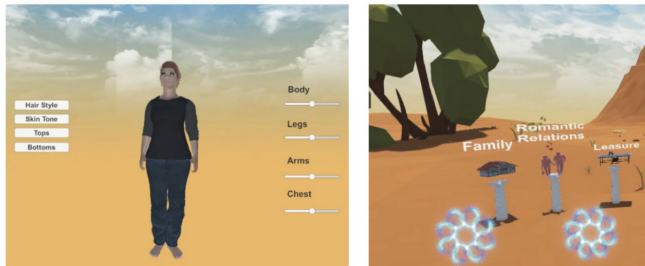 Hair Style
Skin Tone
Tops
Bottoms
Body
Legs
Arms
Chest
Family
Romantic
Relations
Leasure